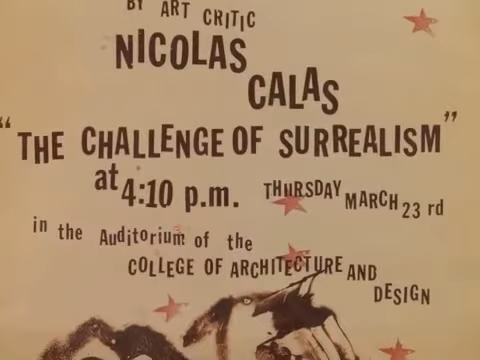 BY ART CRITIC
NICOLAS
CALAS
"THE CHALLENGE OF SURREALISM"
at 4:10 p.m. THURSDAY MARCH 23 rd
in the Auditorium of the
COLLEGE OF ARCHITECTURE AND
DESIGN